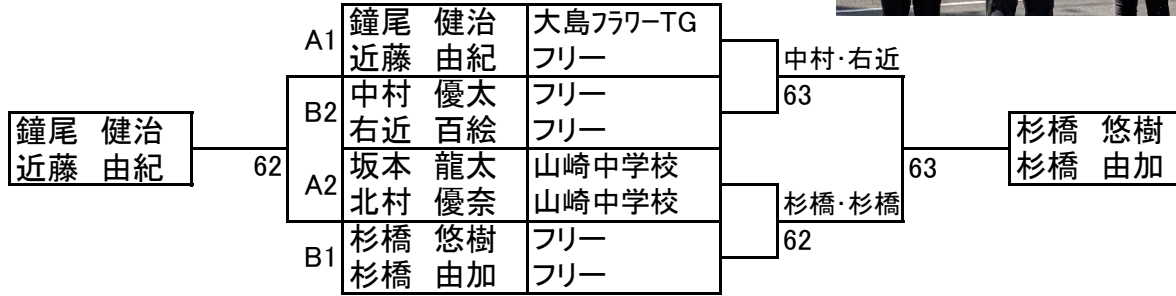 A1 鐘尾 健治 大島フラワーTG
近藤 由紀 フリー
中村・右近
B2 中村 優太 フリー
63
右近 百絵 フリー
鐘尾 健治
近藤 由紀
62
杉橋 悠樹
杉橋 由加
63
A2 坂本 龍太 山崎中学校
北村 優奈 山崎中学校
杉橋・杉橋
B1 杉橋 悠樹 フリー
62
杉橋 由加 フリー